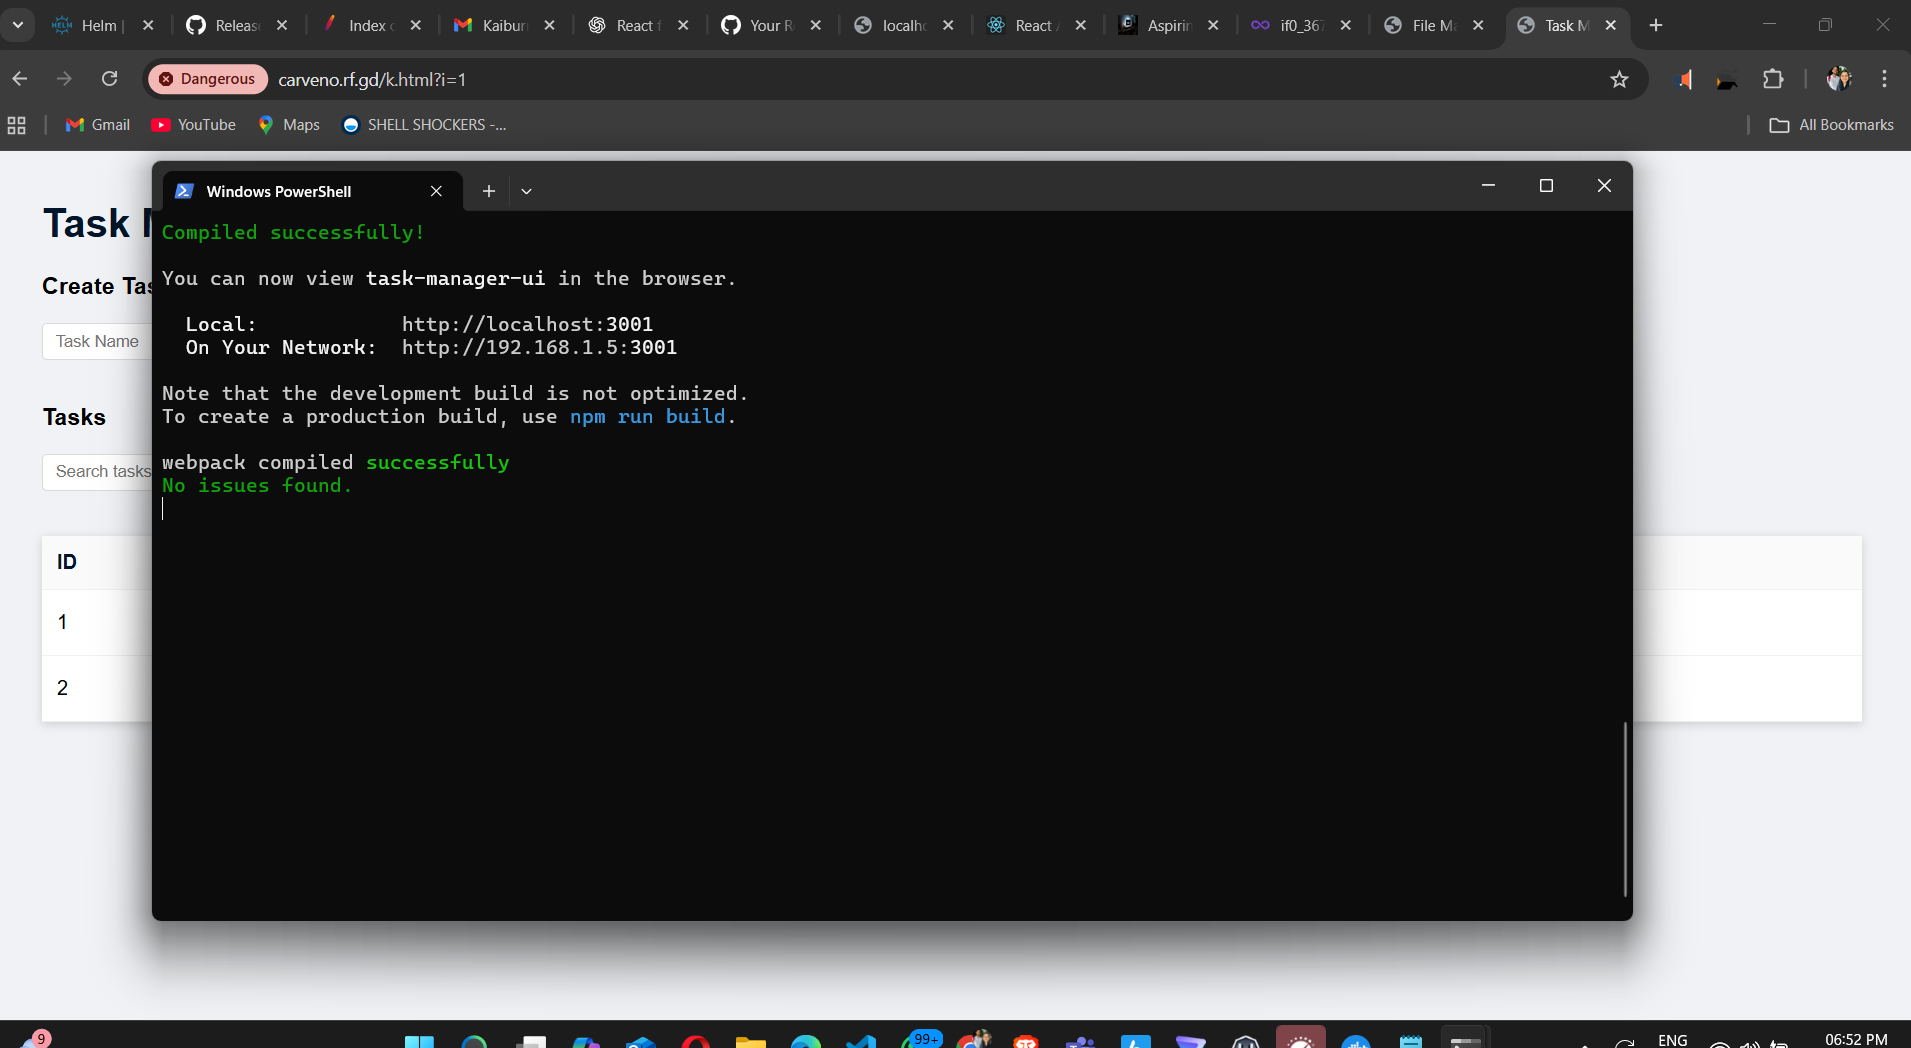 Helm |
Releas
Index
Kaibur
React f
Your R
localh
React
Aspirin
if0_367
File Ma
Task M
Dangerous
carveno.rf.gd/k.html?i=1
Gmail
YouTube
Maps
SHELL SHOCKERS -...
All Bookmarks
Windows PowerShell
Task
Create Tas
Task Name
Tasks
Search tasks
ID
1
2
Compiled successfully!
You can now view task-manager-ui in the browser.
Local: http://localhost:3001
On Your Network: http://192.168.1.5:3001
Note that the development build is not optimized.
To create a production build, use npm run build.
webpack compiled successfully
No issues found.
9
99+
ENG
06:52 PM